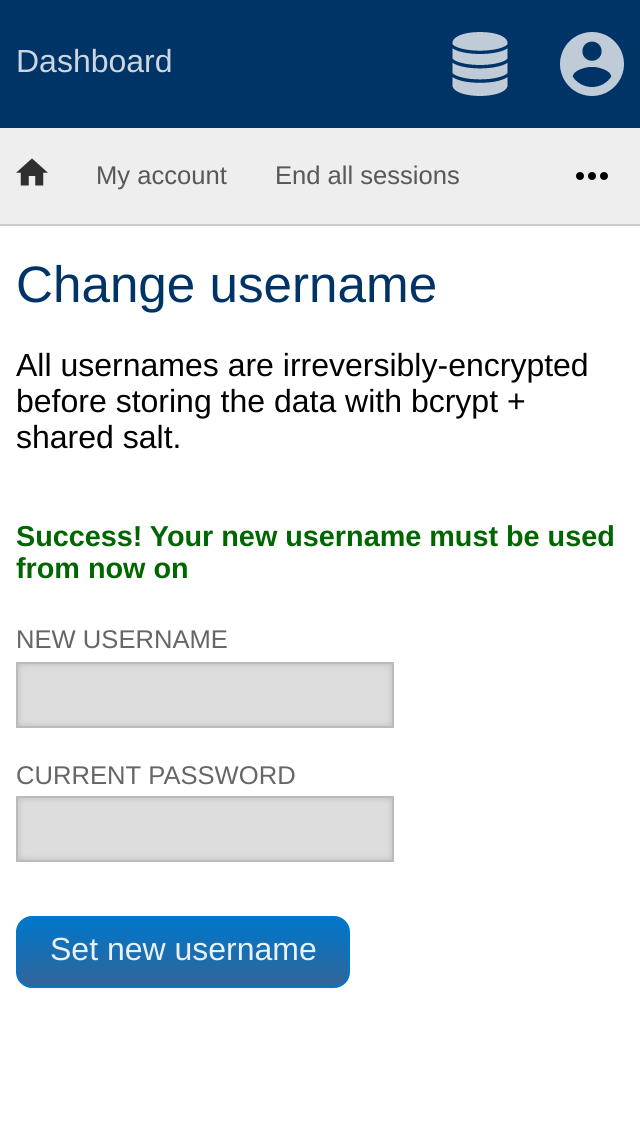 Dashboard
My account
End all sessions
Change username
All usernames are irreversibly-encrypted
before storing the data with bcrypt +
shared salt.
Success! Your new username must be used
from now on
NEW USERNAME
CURRENT PASSWORD
Set new username